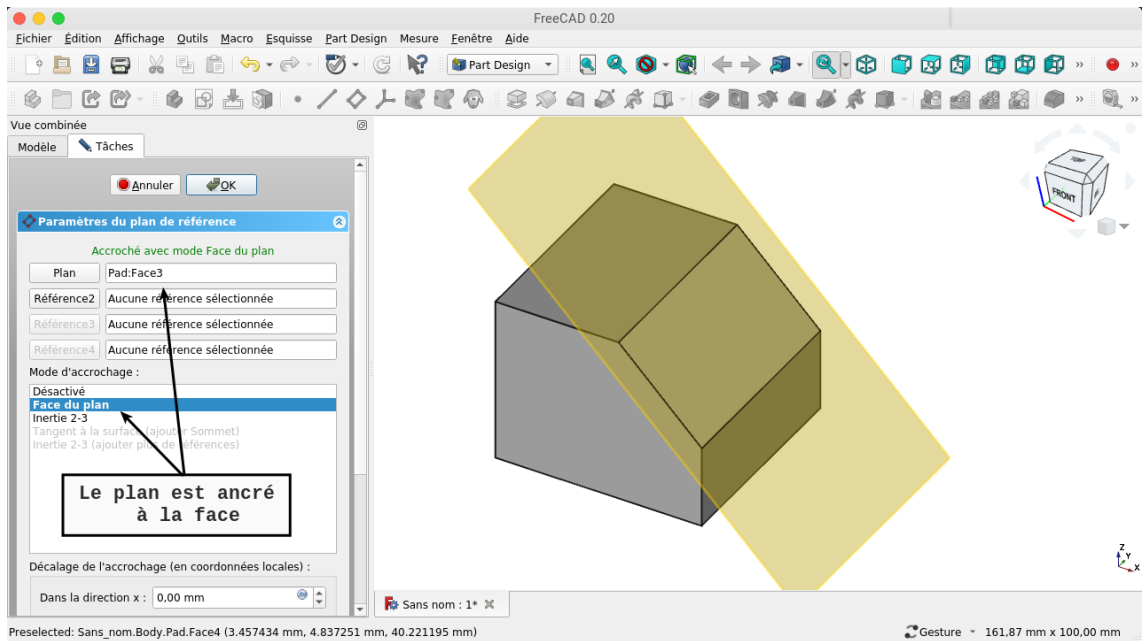 FreeCAD 0.20
Fichier Édition Affichage Outils Macro Esquisse Part Design Mesure Fenêtre Aide
Part Design
Vue combinée
Modèle Tâches
Annuler OK
Paramètres du plan de référence
Accroché avec mode Face du plan
Plan Pad:Face3
Référence2 Aucune référence sélectionnée
Référence3 Aucune référence sélectionnée
Référence4 Aucune référence sélectionnée
Mode d'accrochage :
Désactivé
Face du plan
Inertie 2-3
Tangent à la surface (ajouter Sommet)
Inertie 2-3 (ajouter plus de références)
Le plan est ancré
à la face
Décalage de l'accrochage (en coordonnées locales) :
Dans la direction x : 0,00 mm
TOP
FRONT
Z
Y
X
Sans nom : 1*
Preselected: Sans_nom.Body.Pad.Face4 (3.457434 mm, 4.837251 mm, 40.221195 mm)
Gesture 161,87 mm x 100,00 mm